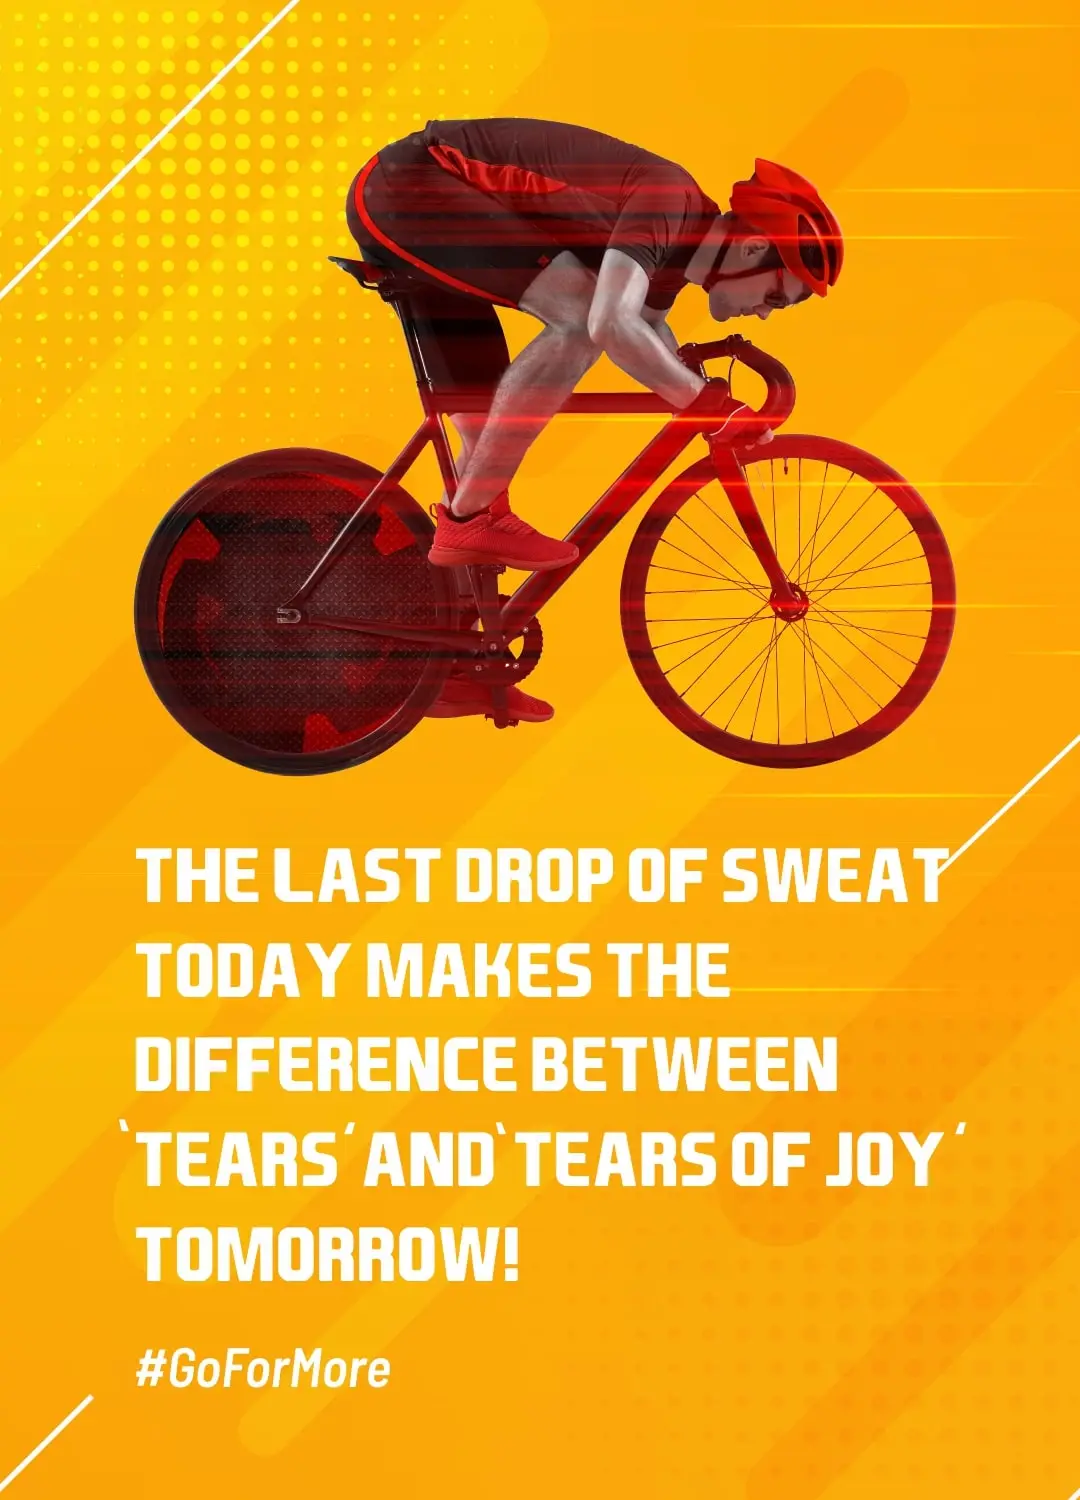 THE LAST DROP OF SWEAT
TODAY MAKES THE
DIFFERENCE BETWEEN
`TEARS´ AND `TEARS OF JOY´
TOMORROW!
#GoForMore